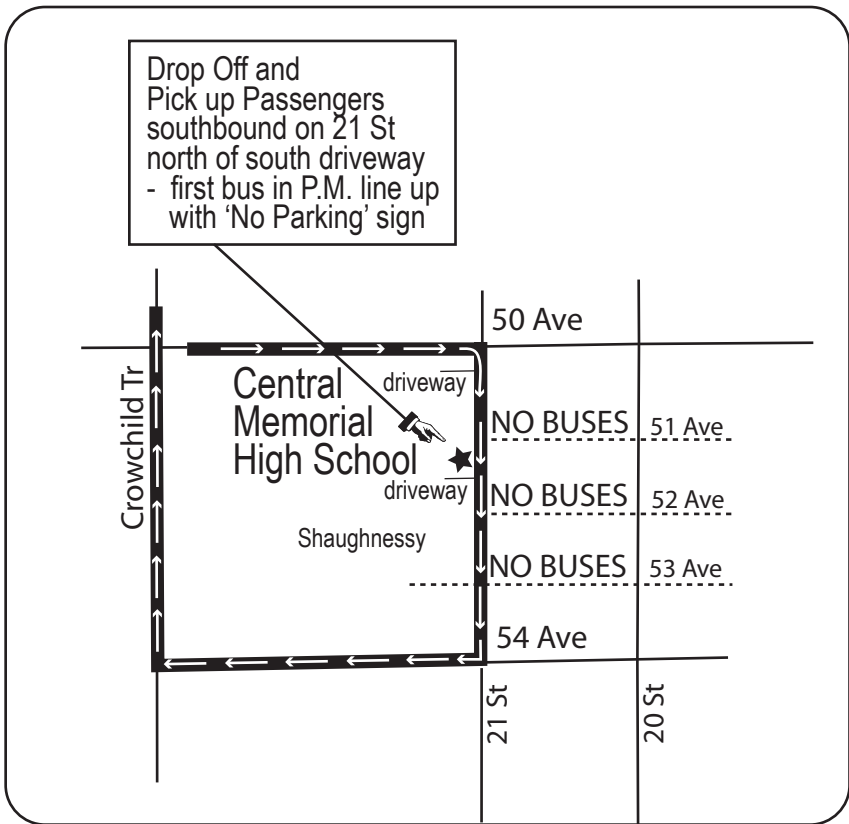 Drop Off and
Pick up Passengers
southbound on 21 St
north of south driveway
- first bus in P.M. line up
with ‘No Parking’ sign
50 Ave
Crowchild Tr
Central
Memorial
High School
driveway
NO BUSES
51 Ave
driveway
NO BUSES
52 Ave
Shaughnessy
NO BUSES
53 Ave
54 Ave
21 St
20 St